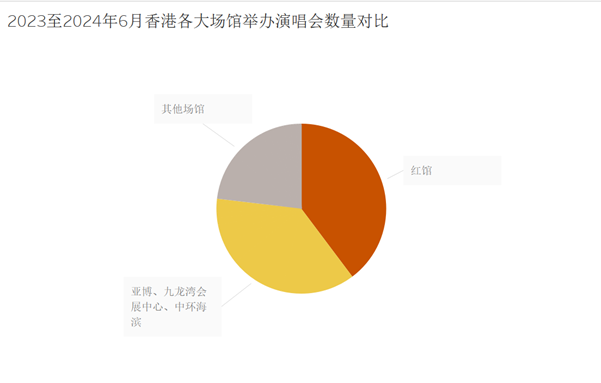 2023至2024年6月香港各大场馆举办演唱会数量对比
其他场馆
红馆
亚博、九龙湾会
展中心、中环海
滨